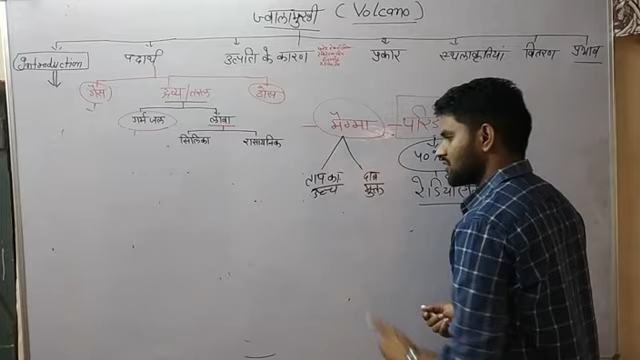 ज्वालामुखी (Volcano)
Introduction पदार्थ उत्पत्ति के कारण प्रकार स्थलाकृतियां वितरण प्रभाव
गैस द्रव्य/तरल ठोस
गर्म जल लावा
सिलिका रासायनिक
मैग्मा
ताप का उच्च
दाब मुक्त